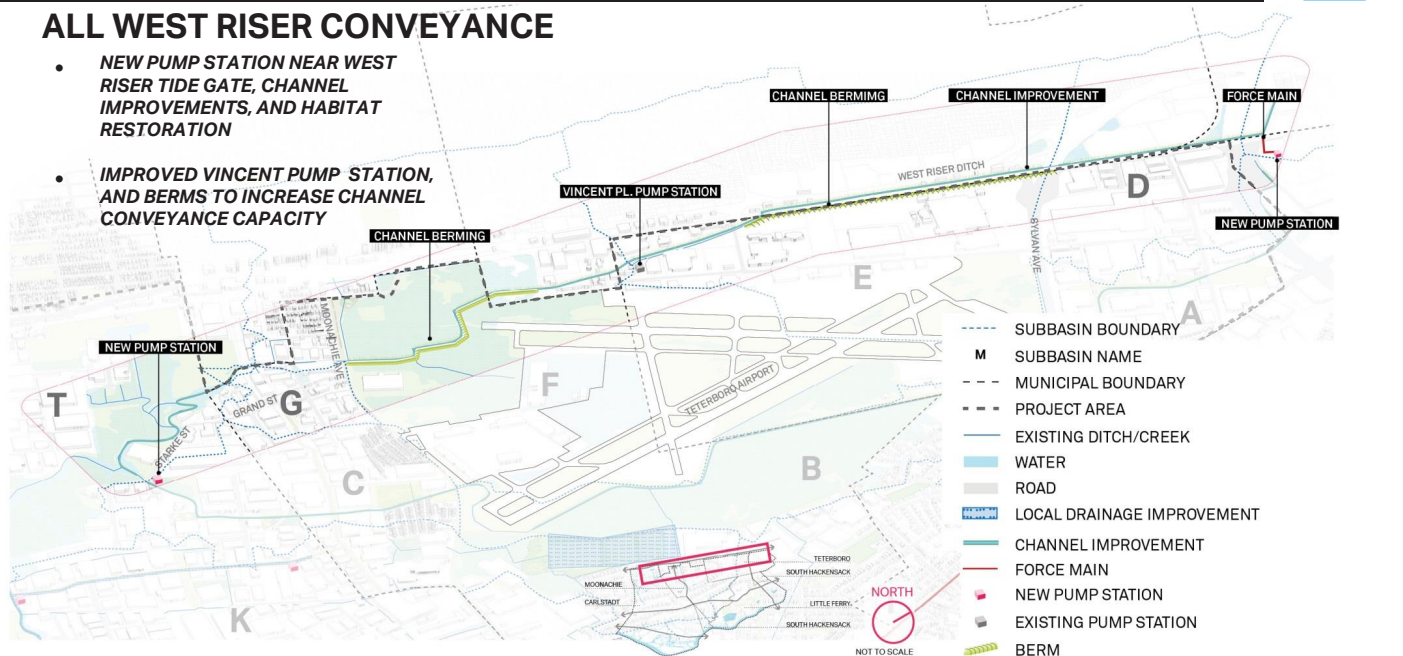 ALL WEST RISER CONVEYANCE
• NEW PUMP STATION NEAR WEST
RISER TIDE GATE, CHANNEL
IMPROVEMENTS, AND HABITAT
RESTORATION
• IMPROVED VINCENT PUMP STATION,
AND BERMS TO INCREASE CHANNEL
CONVEYANCE CAPACITY
CHANNEL BERMIMG
CHANNEL IMPROVEMENT
FORCE MAIN
WEST RISER DITCH
VINCENT PL. PUMP STATION
D
NEW PUMP STATION
CHANNEL BERMING
SYLVAN AVE
E
A
MOONACHIE AVE
NEW PUMP STATION
T
GRAND ST
G
F
TETERBORO AIRPORT
STARKE ST
C
B
K
SUBBASIN BOUNDARY
M SUBBASIN NAME
MUNICIPAL BOUNDARY
PROJECT AREA
EXISTING DITCH/CREEK
WATER
ROAD
LOCAL DRAINAGE IMPROVEMENT
CHANNEL IMPROVEMENT
FORCE MAIN
NEW PUMP STATION
EXISTING PUMP STATION
BERM
TETERBORO
SOUTH HACKENSACK
MOONACHIE
CARLSTADT
LITTLE FERRY
SOUTH HACKENSACK
NORTH
NOT TO SCALE